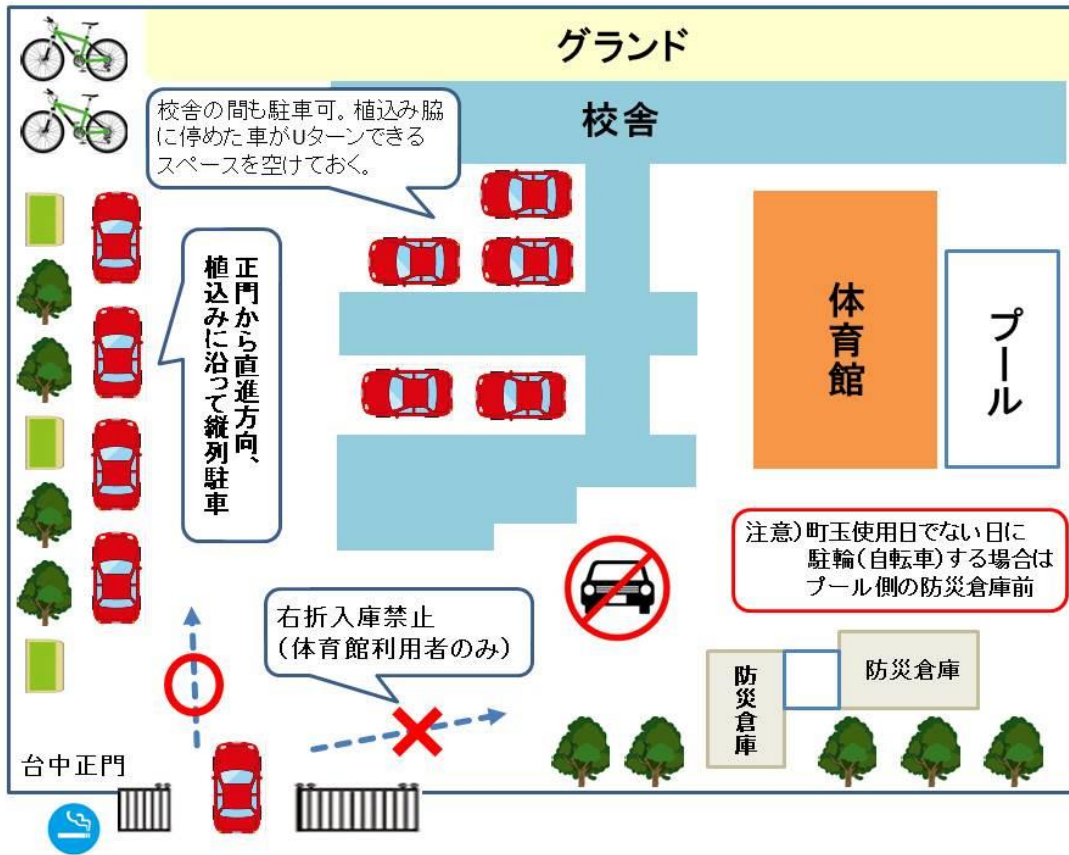 グランド
校舎
校舎の間も駐車可。植込み脇
に停めた車がUターンできる
スペースを空けておく。
正門から直進方向、
植込みに沿って縦列駐車
体育館
プール
注意)町玉使用日でない日に
駐輪(自転車)する場合は
プール側の防災倉庫前
右折入庫禁止
(体育館利用者のみ)
防災倉庫
防災倉庫
台中正門